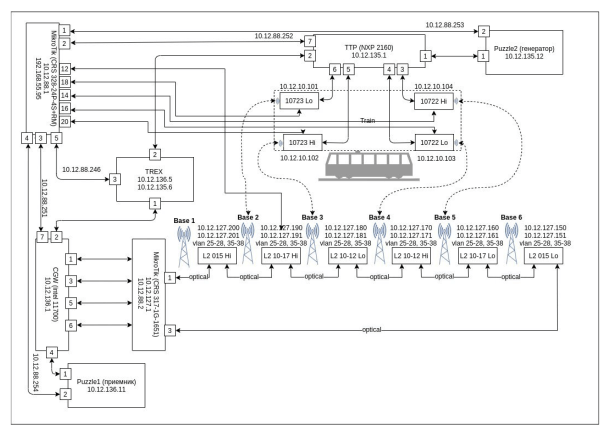 10.12.88.253
10.12.88.252
MikroTik (CRS 328-24P-4S+RM)
10.12.88.1
192.168.55.95
1
2
12
18
14
16
20
4
3
5
7
2
TTP (NXP 2160)
10.12.135.1
6
5
4
3
1
2
1
Puzzle2 (генератор)
10.12.135.12
10.12.10.101
10.12.10.104
10723 Lo
10722 Hi
Train
10723 Hi
10722 Lo
10.12.10.102
10.12.10.103
10.12.88.246
2
3
TREX
10.12.136.5
10.12.135.6
1
10.12.88.251
7
2
CGW (Intel 11700)
10.12.136.1
1
3
5
6
4
MikroTik (CRS 317-1G-16S1)
10.12.127.1
10.12.88.2
1
3
Base 1
Base 2
Base 3
Base 4
Base 5
Base 6
10.12.127.200
10.12.127.201
vlan 25-28, 35-38
L2 015 Hi
10.12.127.190
10.12.127.191
vlan 25-28, 35-38
L2 10-17 Hi
10.12.127.180
10.12.127.181
vlan 25-28, 35-38
L2 10-12 Lo
10.12.127.170
10.12.127.171
vlan 25-28, 35-38
L2 10-12 Hi
10.12.127.160
10.12.127.161
vlan 25-28, 35-38
L2 10-17 Lo
10.12.127.150
10.12.127.151
vlan 25-28, 35-38
L2 015 Lo
optical
optical
optical
optical
optical
optical
optical
10.12.88.254
1
2
Puzzle1 (приемник)
10.12.136.11